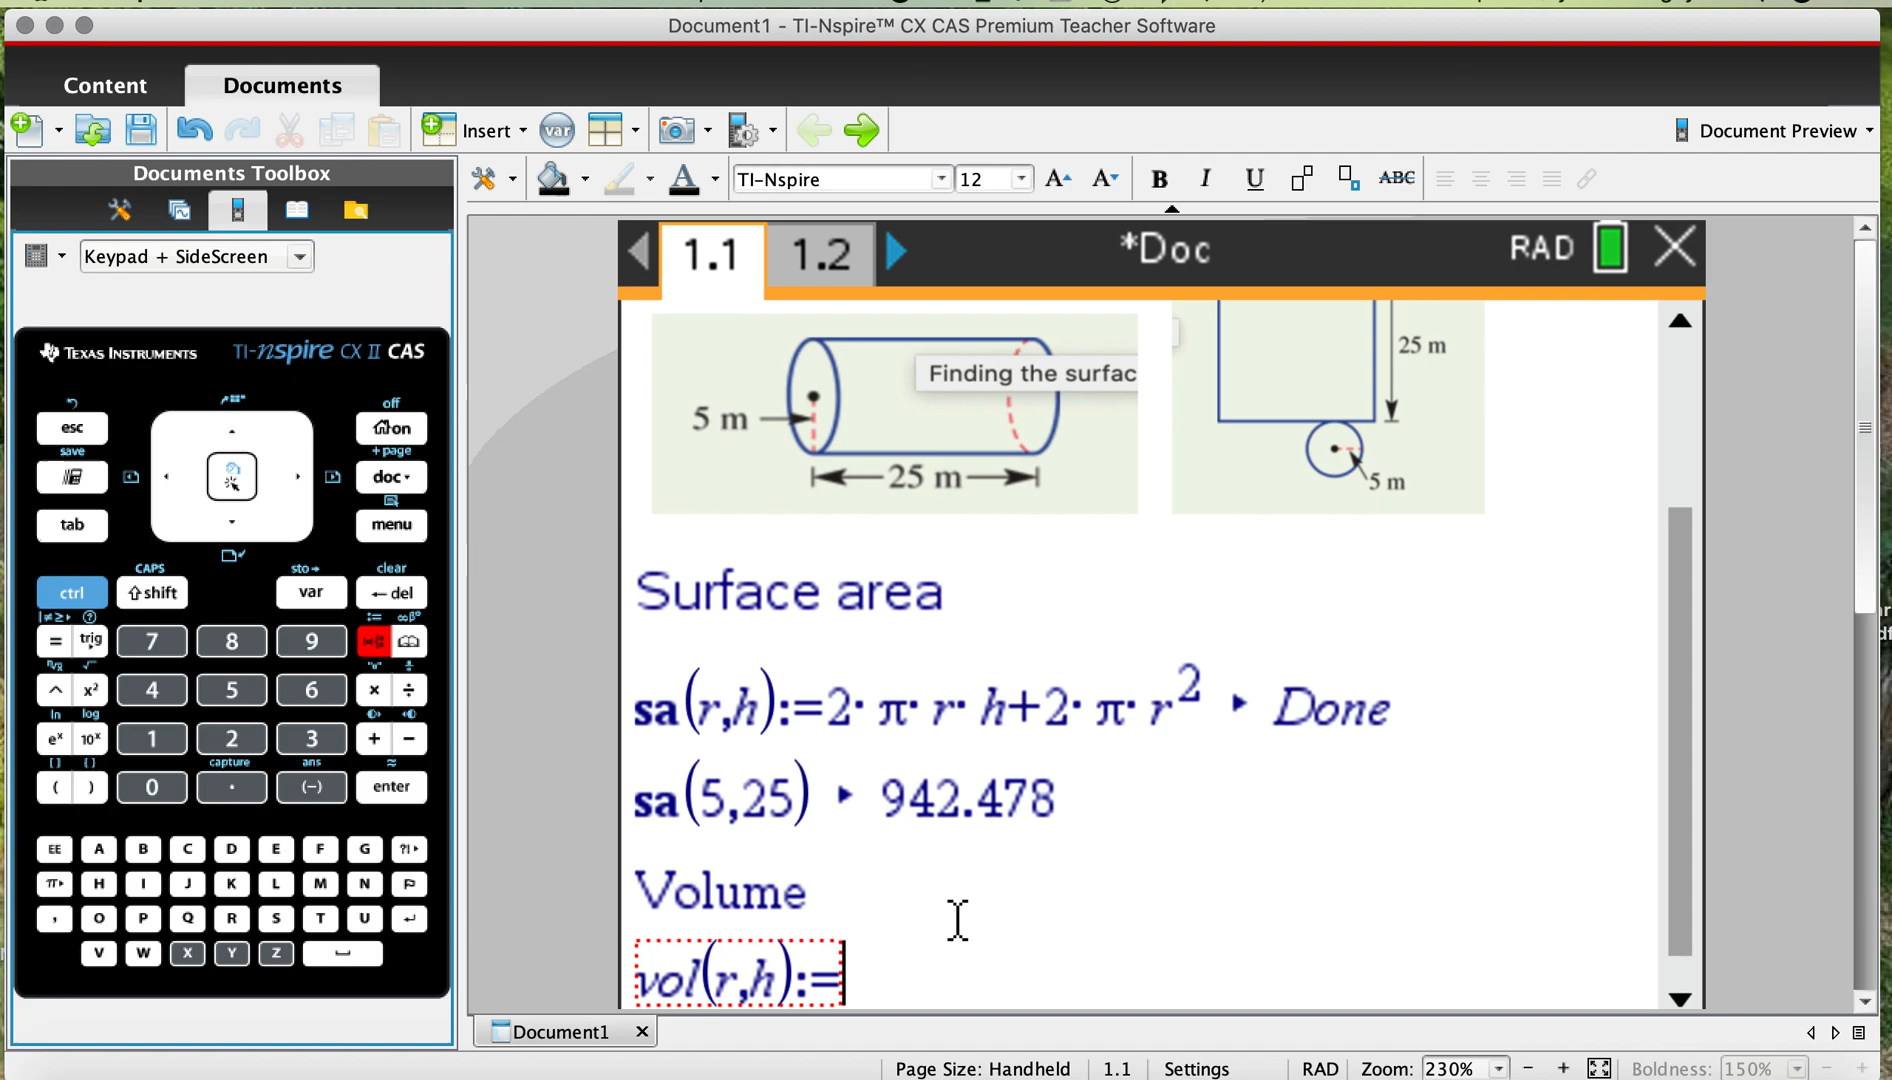 Document1 - TI-Nspire™ CX CAS Premium Teacher Software
Content Documents
Insert var Document Preview
Documents Toolbox
TI-Nspire 12 B I U ABC
Keypad + SideScreen
1.1 1.2 *Doc RAD
Finding the surfac
5 m
25 m
25 m
5 m
Surface area
sa(r,h):=2· π· r· h+2· π· r² ▸ Done
sa(5,25) ▸ 942.478
Volume
vol(r,h):=
TEXAS INSTRUMENTS TI-nspire CX II CAS
off
esc on
save + page
doc
tab menu
CAPS sto→ clear
ctrl ⇧shift var ←del
= trig 7 8 9
^ x² 4 5 6 × ÷
ln log
eˣ 10ˣ 1 2 3 + −
[ ] { } capture ans ≈
( ) 0 . (−) enter
EE A B C D E F G ?!▸
π▸ H I J K L M N
, O P Q R S T U ↵
V W X Y Z
Document1
Page Size: Handheld 1.1 Settings RAD Zoom: 230% − + Boldness: 150% − +